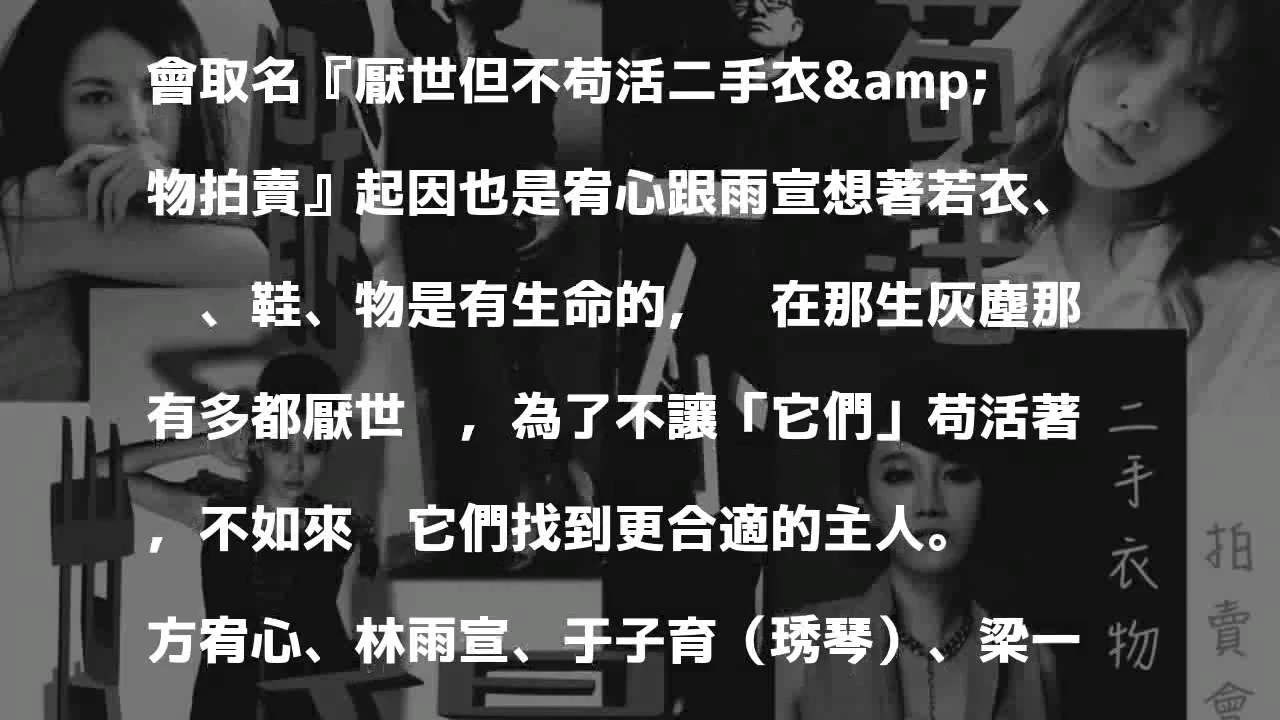 會取名『厭世但不苟活二手衣&amp;
物拍賣』起因也是宥心跟雨宣想著若衣、
、鞋、物是有生命的， 在那生灰塵那
有多都厭世 ，為了不讓「它們」苟活著
，不如來 它們找到更合適的主人。
方宥心、林雨宣、于子育（琇琴）、梁一
二手衣物
拍賣會